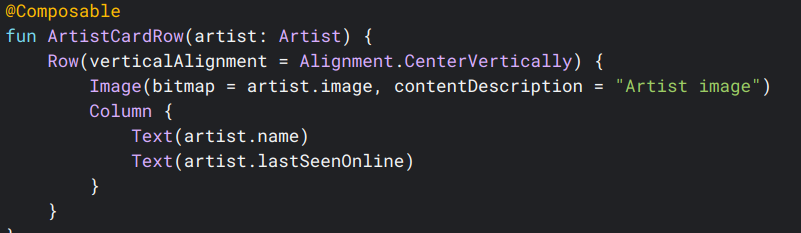 @Composable
fun ArtistCardRow(artist: Artist) {
    Row(verticalAlignment = Alignment.CenterVertically) {
        Image(bitmap = artist.image, contentDescription = "Artist image")
        Column {
            Text(artist.name)
            Text(artist.lastSeenOnline)
        }
    }
}